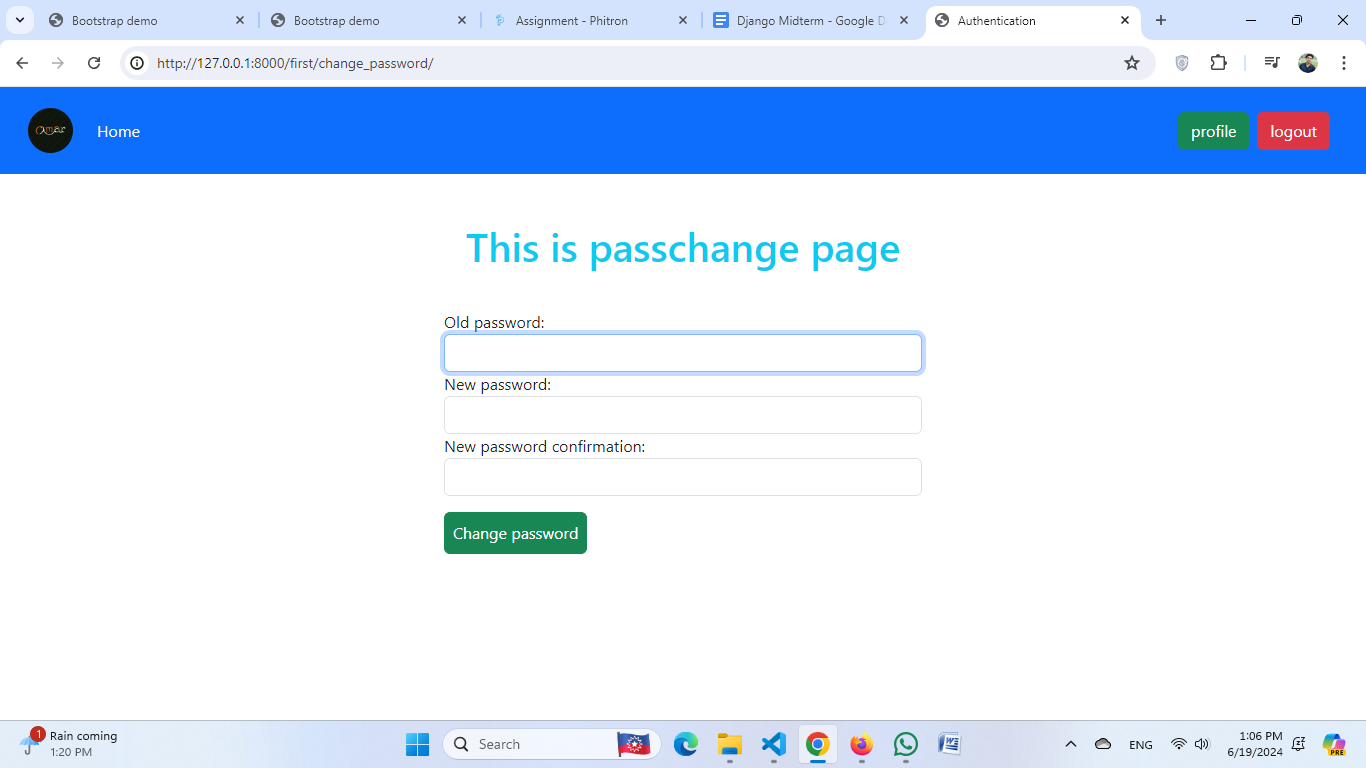 Bootstrap demo
Bootstrap demo
Assignment - Phitron
Django Midterm - Google D
Authentication
http://127.0.0.1:8000/first/change_password/
Home
profile
logout
This is passchange page
Old password:
New password:
New password confirmation:
Change password
1
Rain coming
1:20 PM
Search
W
ENG
1:06 PM
6/19/2024
PRE